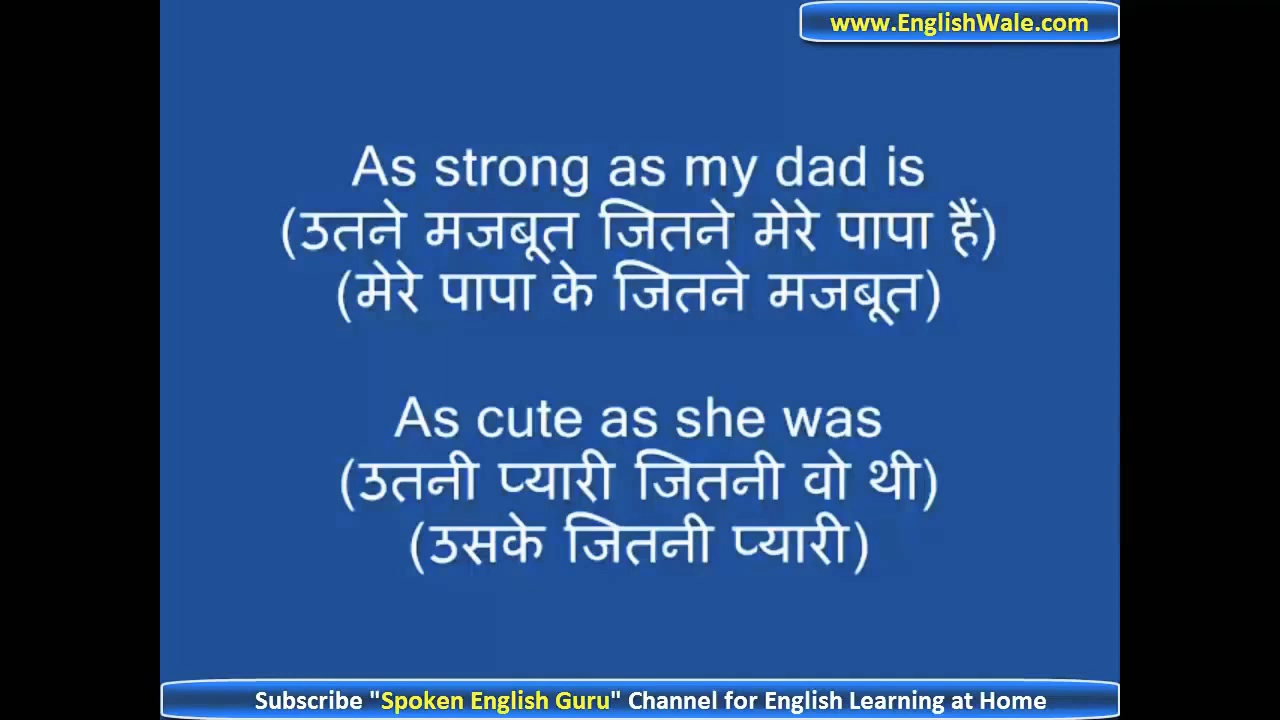 www.EnglishWale.com
As strong as my dad is
(उतने मजबूत जितने मेरे पापा हैं)
(मेरे पापा के जितने मजबूत)
As cute as she was
(उतनी प्यारी जितनी वो थी)
(उसके जितनी प्यारी)
Subscribe "Spoken English Guru" Channel for English Learning at Home